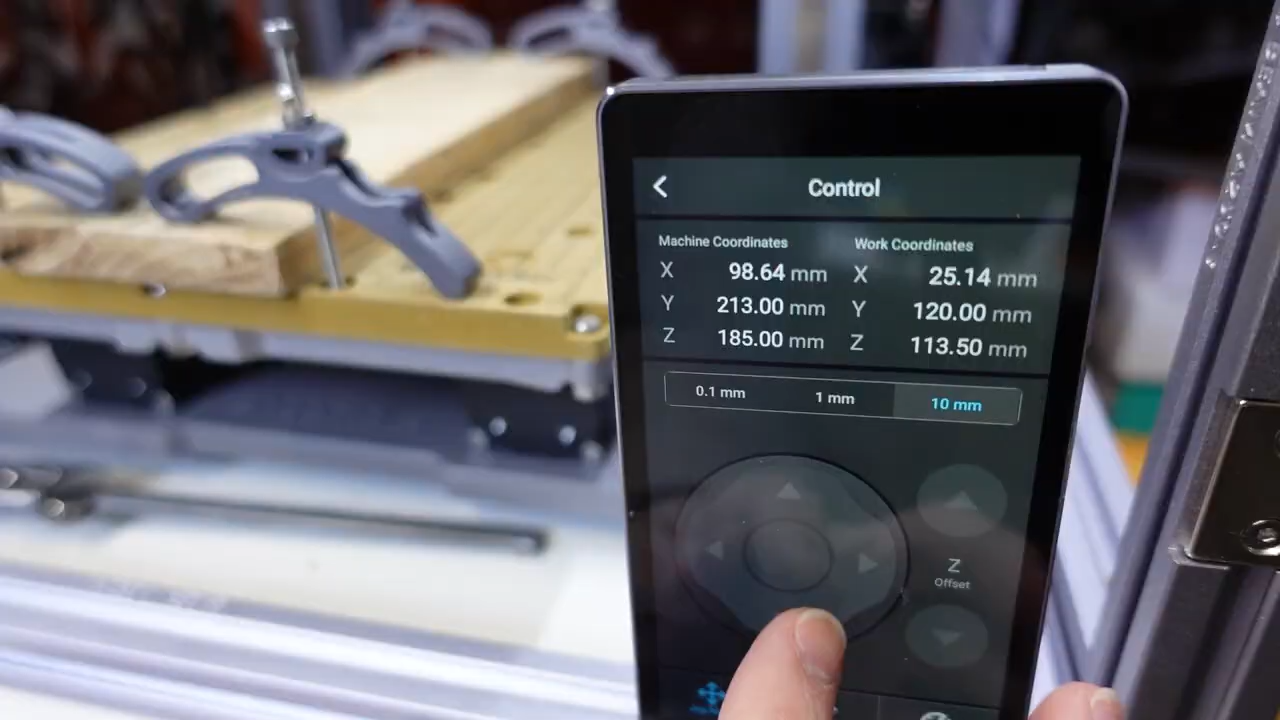 Control
Machine Coordinates
X 98.64 mm
Y 213.00 mm
Z 185.00 mm
Work Coordinates
X 25.14 mm
Y 120.00 mm
Z 113.50 mm
0.1 mm 1 mm 10 mm
Z
Offset